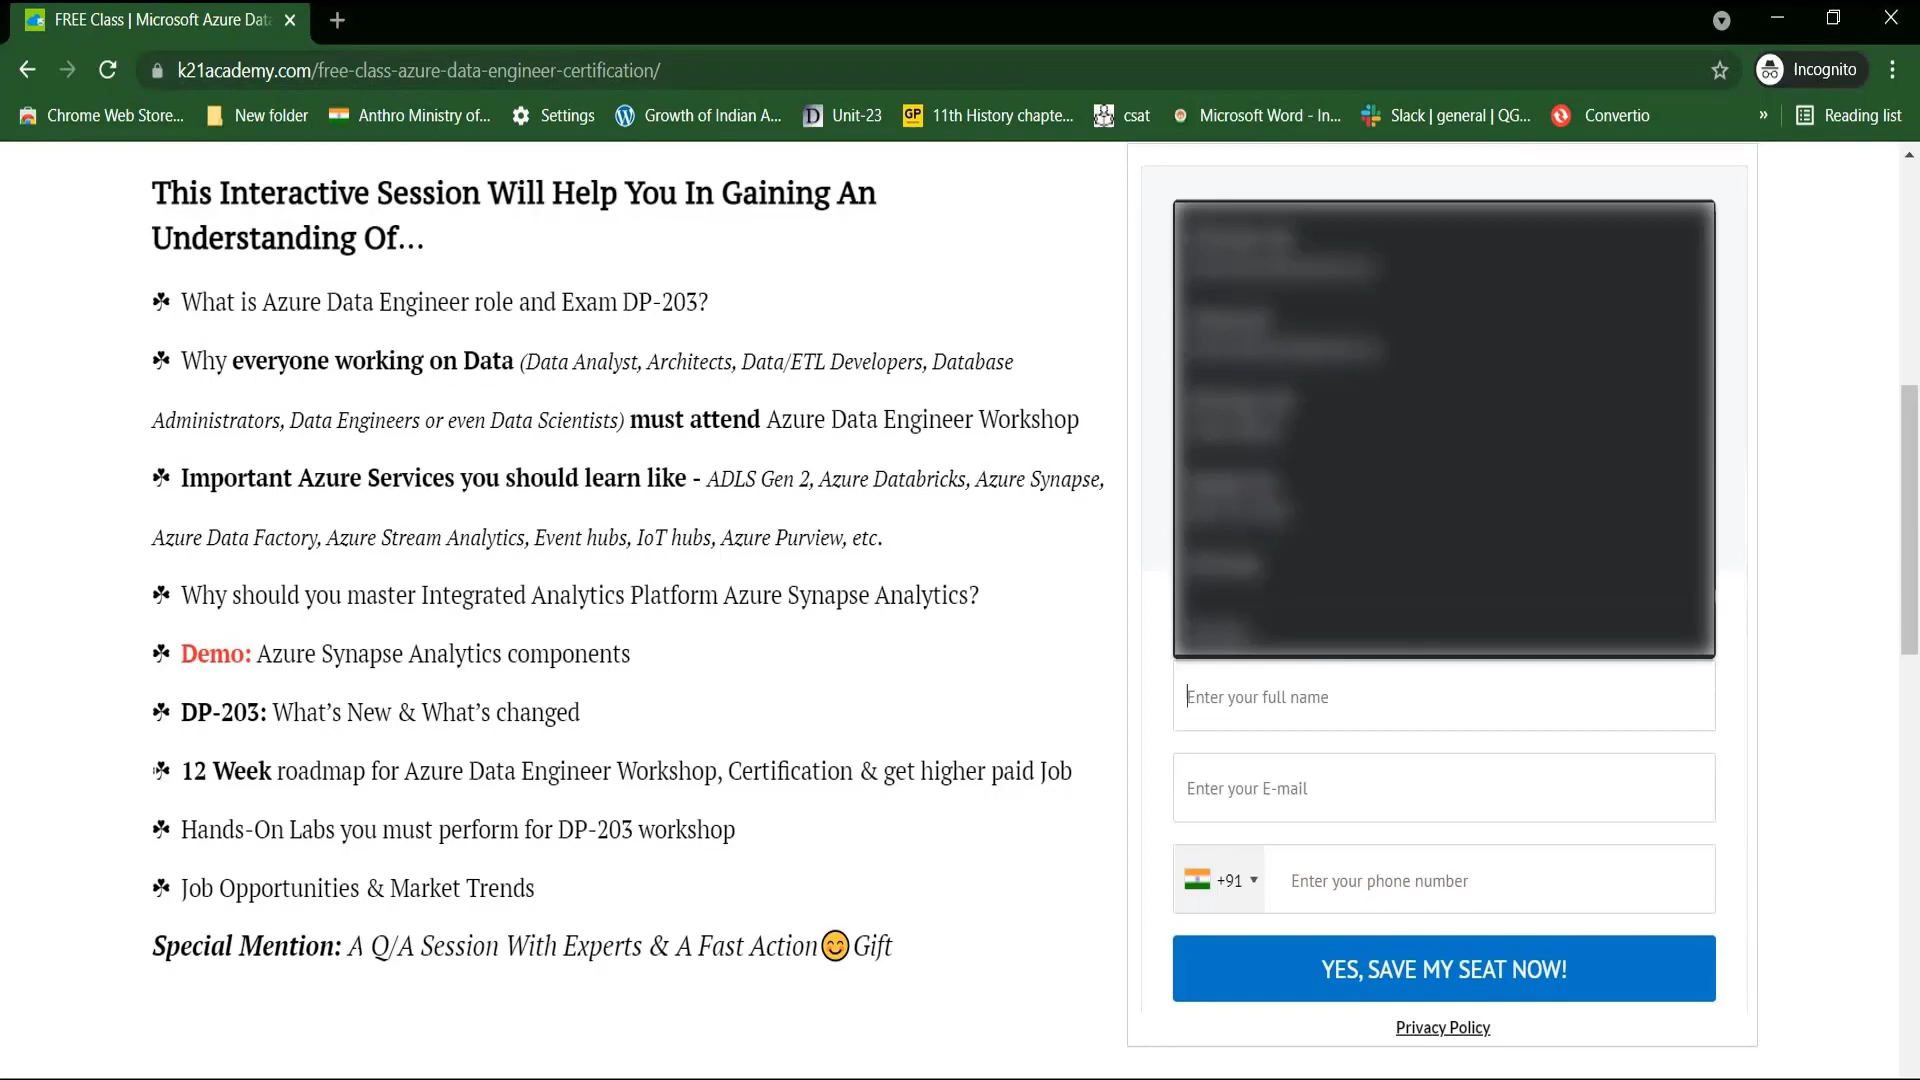 FREE Class | Microsoft Azure Dat
k21academy.com/free-class-azure-data-engineer-certification/
Incognito
Chrome Web Store...
New folder
Anthro Ministry of...
Settings
Growth of Indian A...
Unit-23
GP
11th History chapte...
csat
Microsoft Word - In...
Slack | general | QG...
Convertio
»
Reading list
This Interactive Session Will Help You In Gaining An
Understanding Of...
☘ What is Azure Data Engineer role and Exam DP-203?
☘ Why everyone working on Data (Data Analyst, Architects, Data/ETL Developers, Database
Administrators, Data Engineers or even Data Scientists) must attend Azure Data Engineer Workshop
☘ Important Azure Services you should learn like - ADLS Gen 2, Azure Databricks, Azure Synapse,
Azure Data Factory, Azure Stream Analytics, Event hubs, IoT hubs, Azure Purview, etc.
☘ Why should you master Integrated Analytics Platform Azure Synapse Analytics?
☘ Demo: Azure Synapse Analytics components
☘ DP-203: What's New & What's changed
☘ 12 Week roadmap for Azure Data Engineer Workshop, Certification & get higher paid Job
☘ Hands-On Labs you must perform for DP-203 workshop
☘ Job Opportunities & Market Trends
Special Mention: A Q/A Session With Experts & A Fast Action😊Gift
Enter your full name
Enter your E-mail
+91
Enter your phone number
YES, SAVE MY SEAT NOW!
Privacy Policy